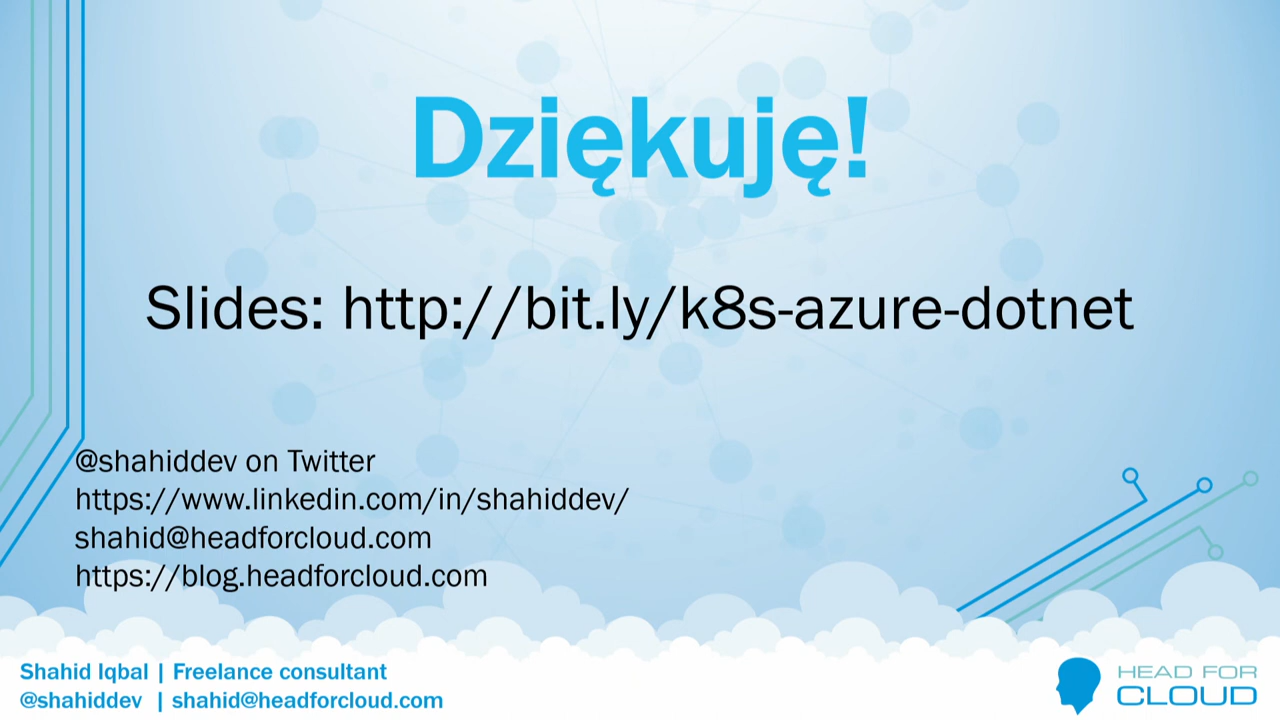 Dziękuję!
Slides: http://bit.ly/k8s-azure-dotnet
@shahiddev on Twitter
https://www.linkedin.com/in/shahiddev/
shahid@headforcloud.com
https://blog.headforcloud.com
Shahid Iqbal | Freelance consultant
@shahiddev | shahid@headforcloud.com
HEAD FOR
CLOUD